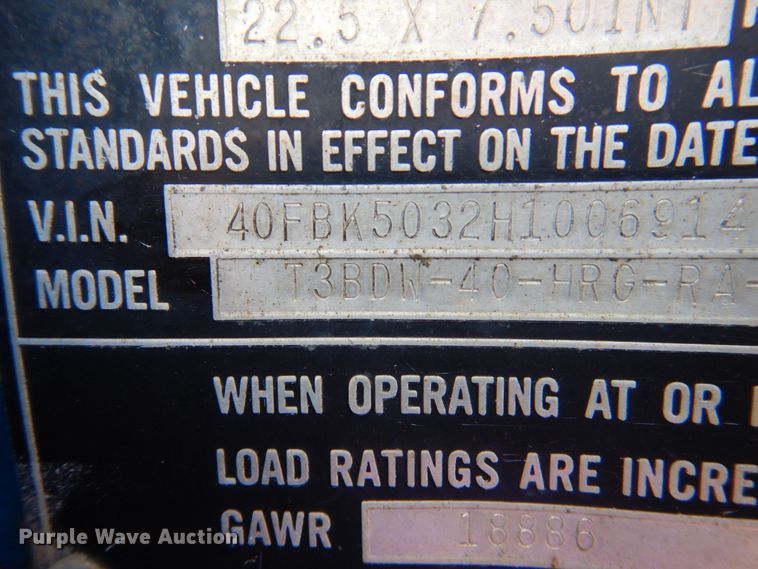 22.5 X 7.50INT
THIS VEHICLE CONFORMS TO AL
STANDARDS IN EFFECT ON THE DATE
V.I.N. 40FBK5032H1006914
MODEL T3BDW-40-HRG-RA-
WHEN OPERATING AT OR
LOAD RATINGS ARE INCRE
GAWR 18886
Purple Wave Auction